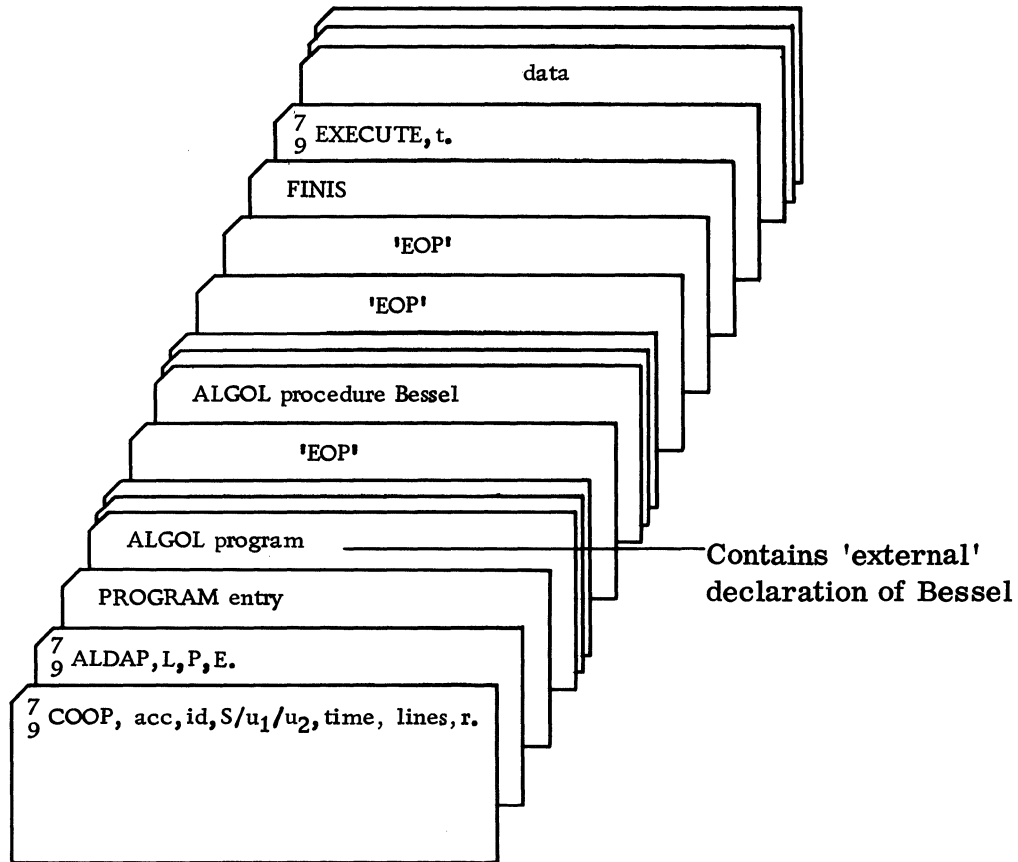 data
7
9 EXECUTE, t.
FINIS
'EOP'
'EOP'
ALGOL procedure Bessel
'EOP'
ALGOL program
Contains 'external'
declaration of Bessel
PROGRAM entry
7
9 ALDAP, L, P, E.
7
9 COOP, acc, id, S/u₁/u₂, time, lines, r.